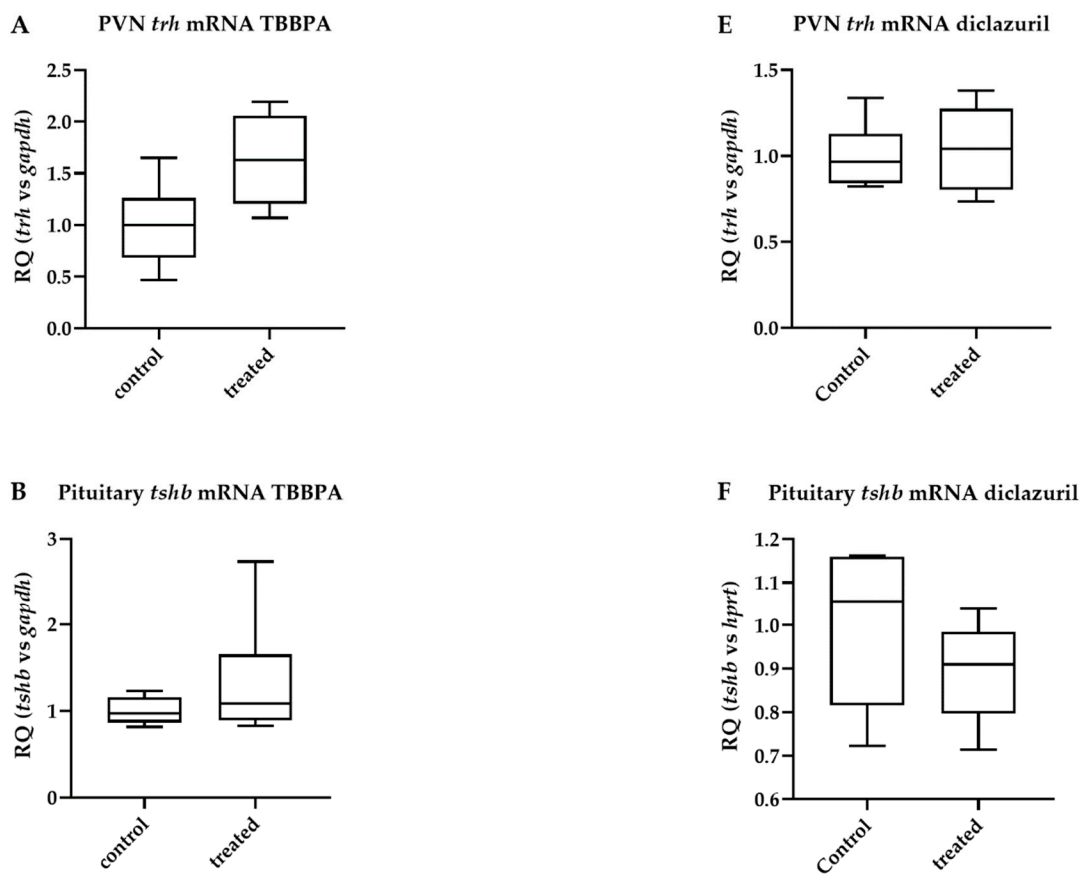 A PVN trh mRNA TBBPA
RQ (trh vs gapdh)
2.5
2.0
1.5
1.0
0.5
0.0
control
treated
E PVN trh mRNA diclazuril
RQ (trh vs gapdh)
1.5
1.0
0.5
0.0
Control
treated
B Pituitary tshb mRNA TBBPA
RQ (tshb vs gapdh)
3
2
1
0
control
treated
F Pituitary tshb mRNA diclazuril
RQ (tshb vs hprt)
1.2
1.1
1.0
0.9
0.8
0.7
0.6
Control
treated